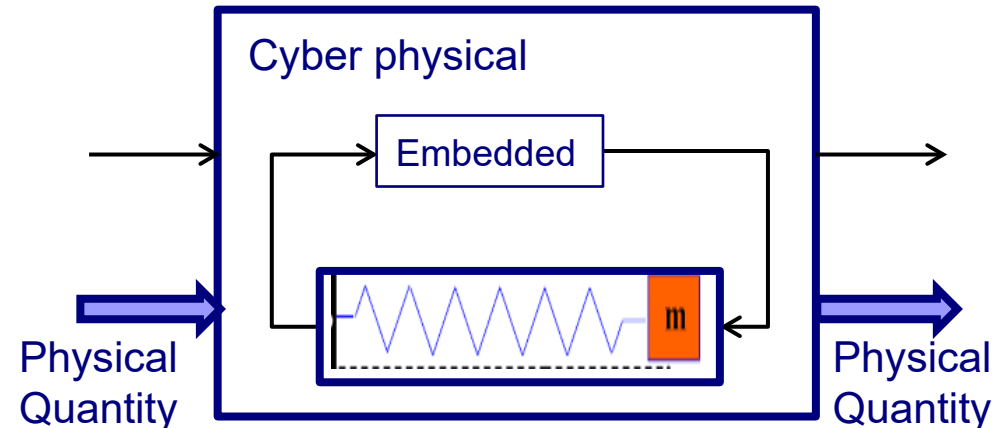 Cyber physical
Embedded
m
Physical
Quantity
Physical
Quantity